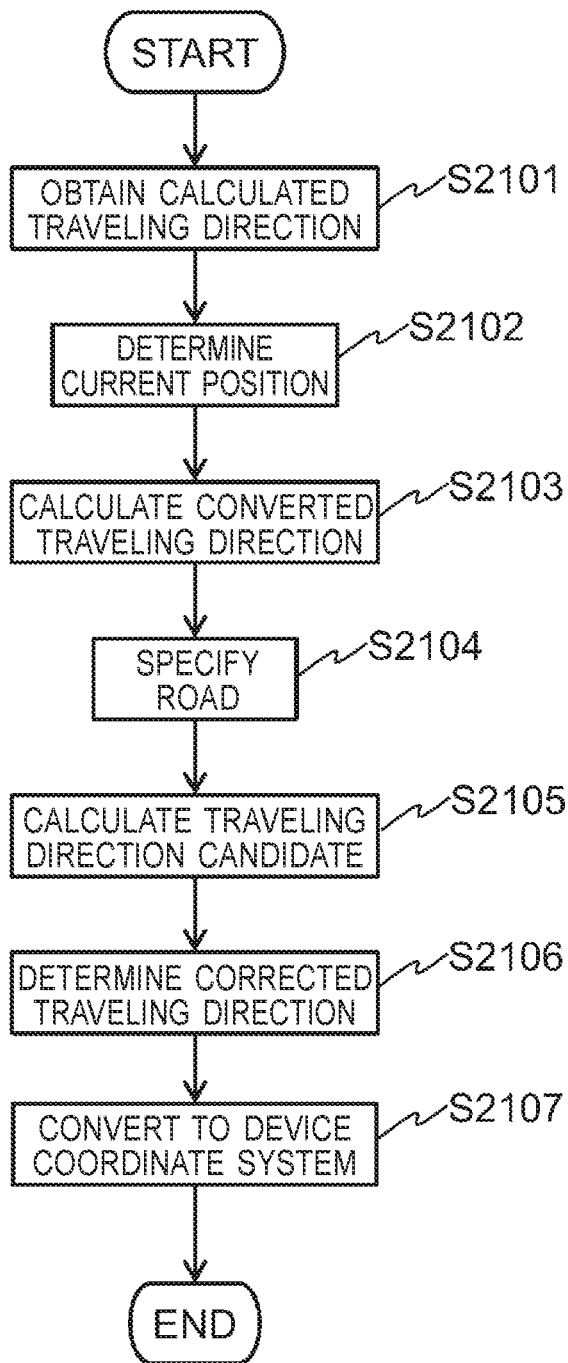 START
OBTAIN CALCULATED
TRAVELING DIRECTION
S2101
DETERMINE
CURRENT POSITION
S2102
CALCULATE CONVERTED
TRAVELING DIRECTION
S2103
SPECIFY
ROAD
S2104
CALCULATE TRAVELING
DIRECTION CANDIDATE
S2105
DETERMINE CORRECTED
TRAVELING DIRECTION
S2106
CONVERT TO DEVICE
COORDINATE SYSTEM
S2107
END